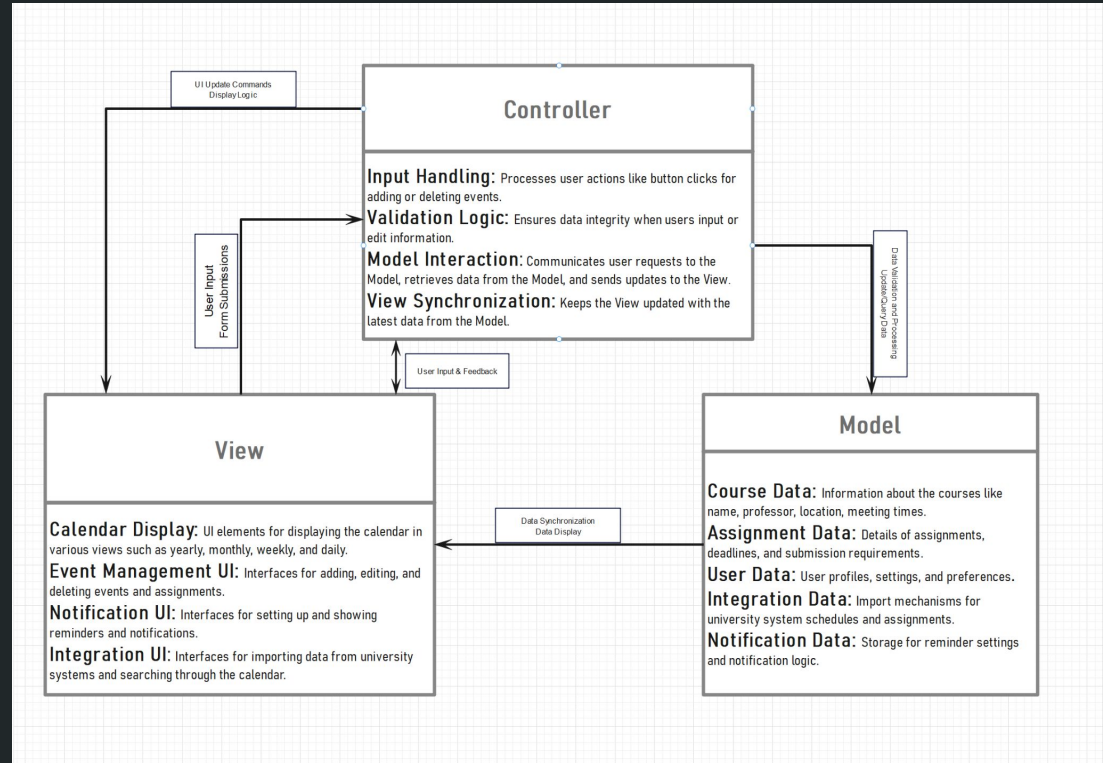 UI Update Commands
Display Logic
Controller
Input Handling: Processes user actions like button clicks for
adding or deleting events.
Validation Logic: Ensures data integrity when users input or
edit information.
Model Interaction: Communicates user requests to the
Model, retrieves data from the Model, and sends updates to the View.
View Synchronization: Keeps the View updated with the
latest data from the Model.
User Input
Form Submissions
Data Validation and Processing
Update/Query Data
User Input & Feedback
View
Calendar Display: UI elements for displaying the calendar in
various views such as yearly, monthly, weekly, and daily.
Event Management UI: Interfaces for adding, editing, and
deleting events and assignments.
Notification UI: Interfaces for setting up and showing
reminders and notifications.
Integration UI: Interfaces for importing data from university
systems and searching through the calendar.
Data Synchronization
Data Display
Model
Course Data: Information about the courses like
name, professor, location, meeting times.
Assignment Data: Details of assignments,
deadlines, and submission requirements.
User Data: User profiles, settings, and preferences.
Integration Data: Import mechanisms for
university system schedules and assignments.
Notification Data: Storage for reminder settings
and notification logic.